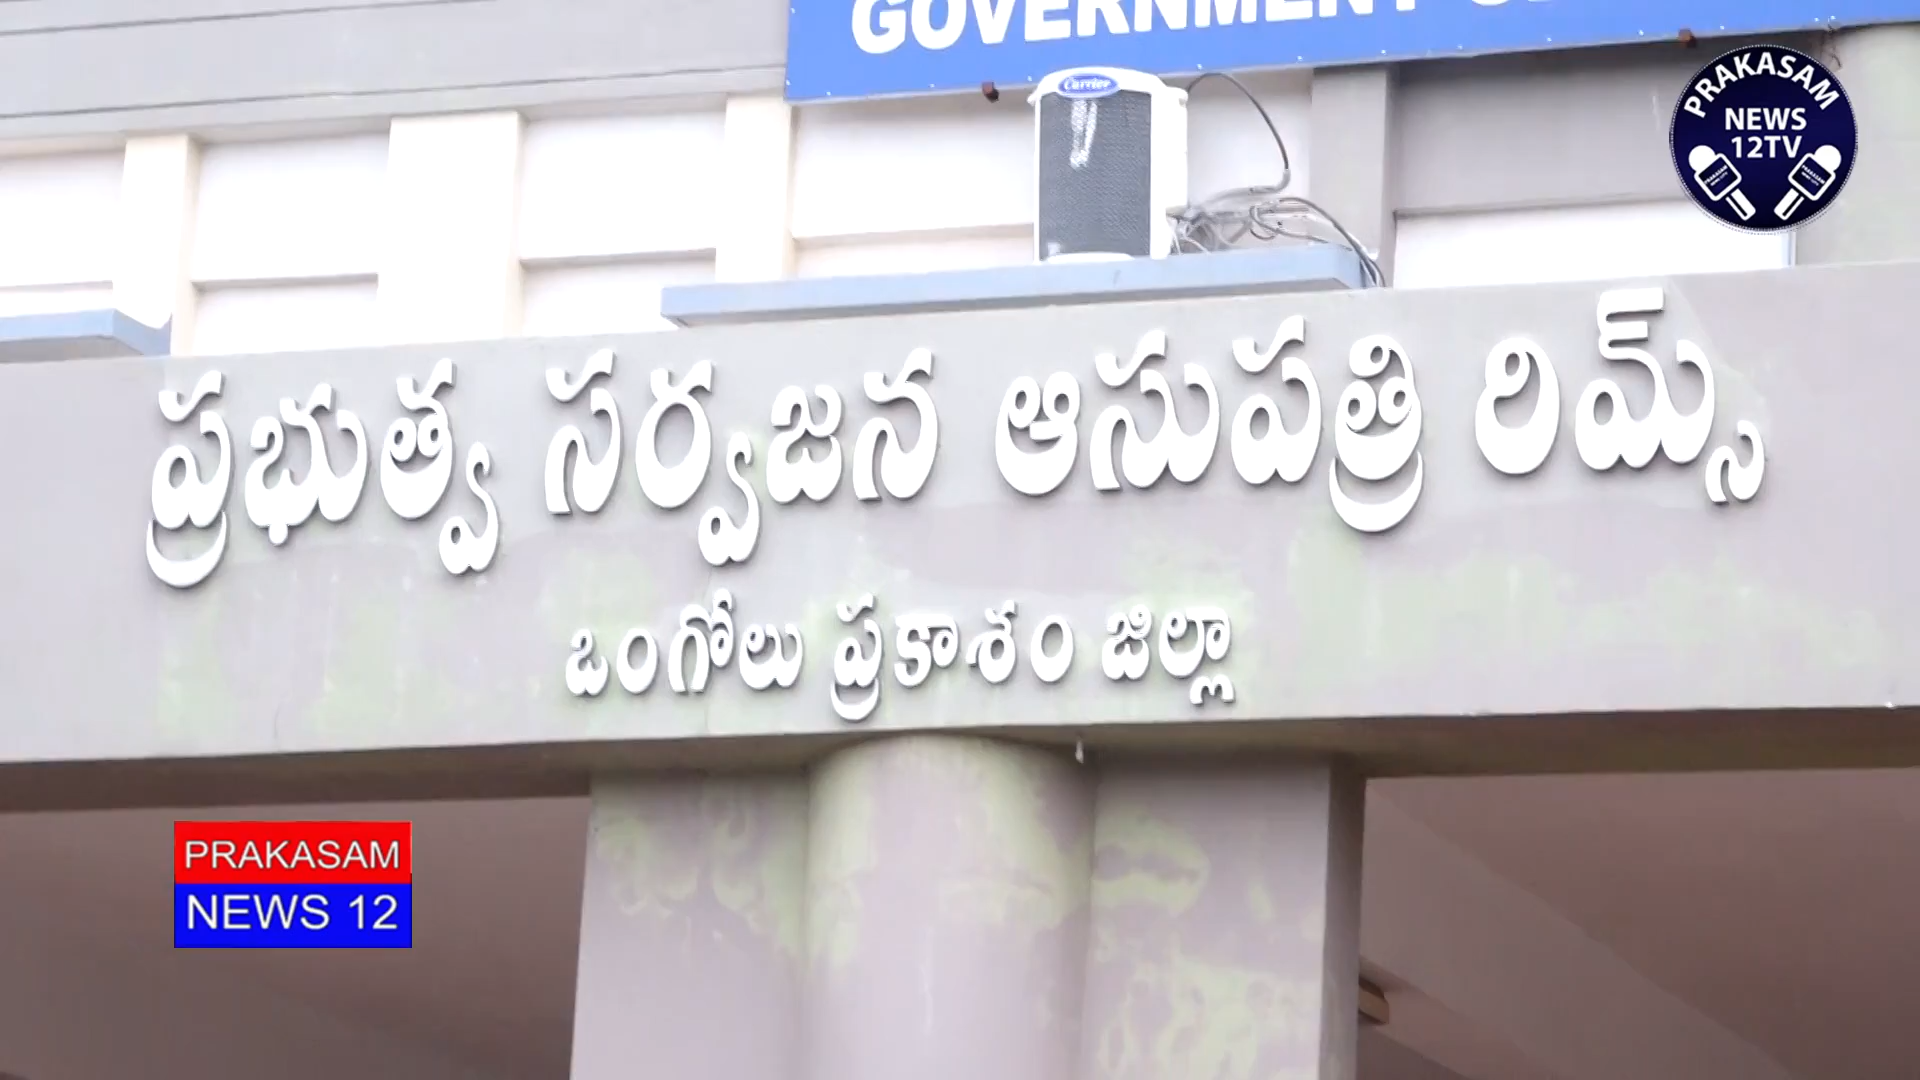 GOVERNMENT
Carrier
PRAKASAM
NEWS
12TV
ప్రభుత్వ సర్వజన ఆసుపత్రి రిమ్స్
ఒంగోలు ప్రకాశం జిల్లా
PRAKASAM
NEWS 12